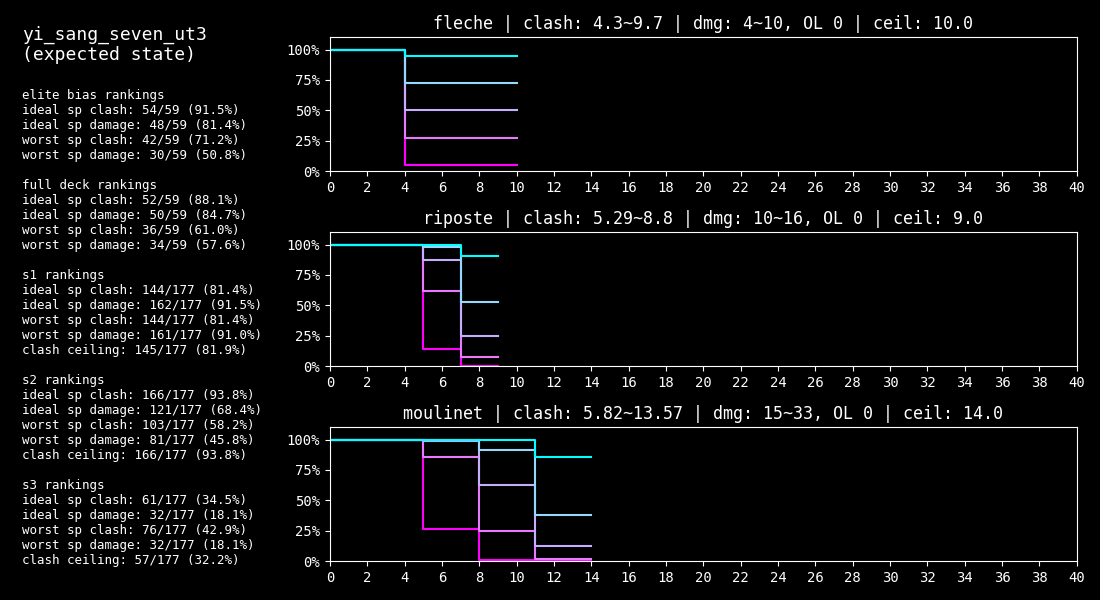 yi_sang_seven_ut3
(expected state)
elite bias rankings
ideal sp clash: 54/59 (91.5%)
ideal sp damage: 48/59 (81.4%)
worst sp clash: 42/59 (71.2%)
worst sp damage: 30/59 (50.8%)
full deck rankings
ideal sp clash: 52/59 (88.1%)
ideal sp damage: 50/59 (84.7%)
worst sp clash: 36/59 (61.0%)
worst sp damage: 34/59 (57.6%)
s1 rankings
ideal sp clash: 144/177 (81.4%)
ideal sp damage: 162/177 (91.5%)
worst sp clash: 144/177 (81.4%)
worst sp damage: 161/177 (91.0%)
clash ceiling: 145/177 (81.9%)
s2 rankings
ideal sp clash: 166/177 (93.8%)
ideal sp damage: 121/177 (68.4%)
worst sp clash: 103/177 (58.2%)
worst sp damage: 81/177 (45.8%)
clash ceiling: 166/177 (93.8%)
s3 rankings
ideal sp clash: 61/177 (34.5%)
ideal sp damage: 32/177 (18.1%)
worst sp clash: 76/177 (42.9%)
worst sp damage: 32/177 (18.1%)
clash ceiling: 57/177 (32.2%)
fleche | clash: 4.3~9.7 | dmg: 4~10, OL 0 | ceil: 10.0
100%
75%
50%
25%
0%
0 2 4 6 8 10 12 14 16 18 20 22 24 26 28 30 32 34 36 38 40
riposte | clash: 5.29~8.8 | dmg: 10~16, OL 0 | ceil: 9.0
100%
75%
50%
25%
0%
0 2 4 6 8 10 12 14 16 18 20 22 24 26 28 30 32 34 36 38 40
moulinet | clash: 5.82~13.57 | dmg: 15~33, OL 0 | ceil: 14.0
100%
75%
50%
25%
0%
0 2 4 6 8 10 12 14 16 18 20 22 24 26 28 30 32 34 36 38 40